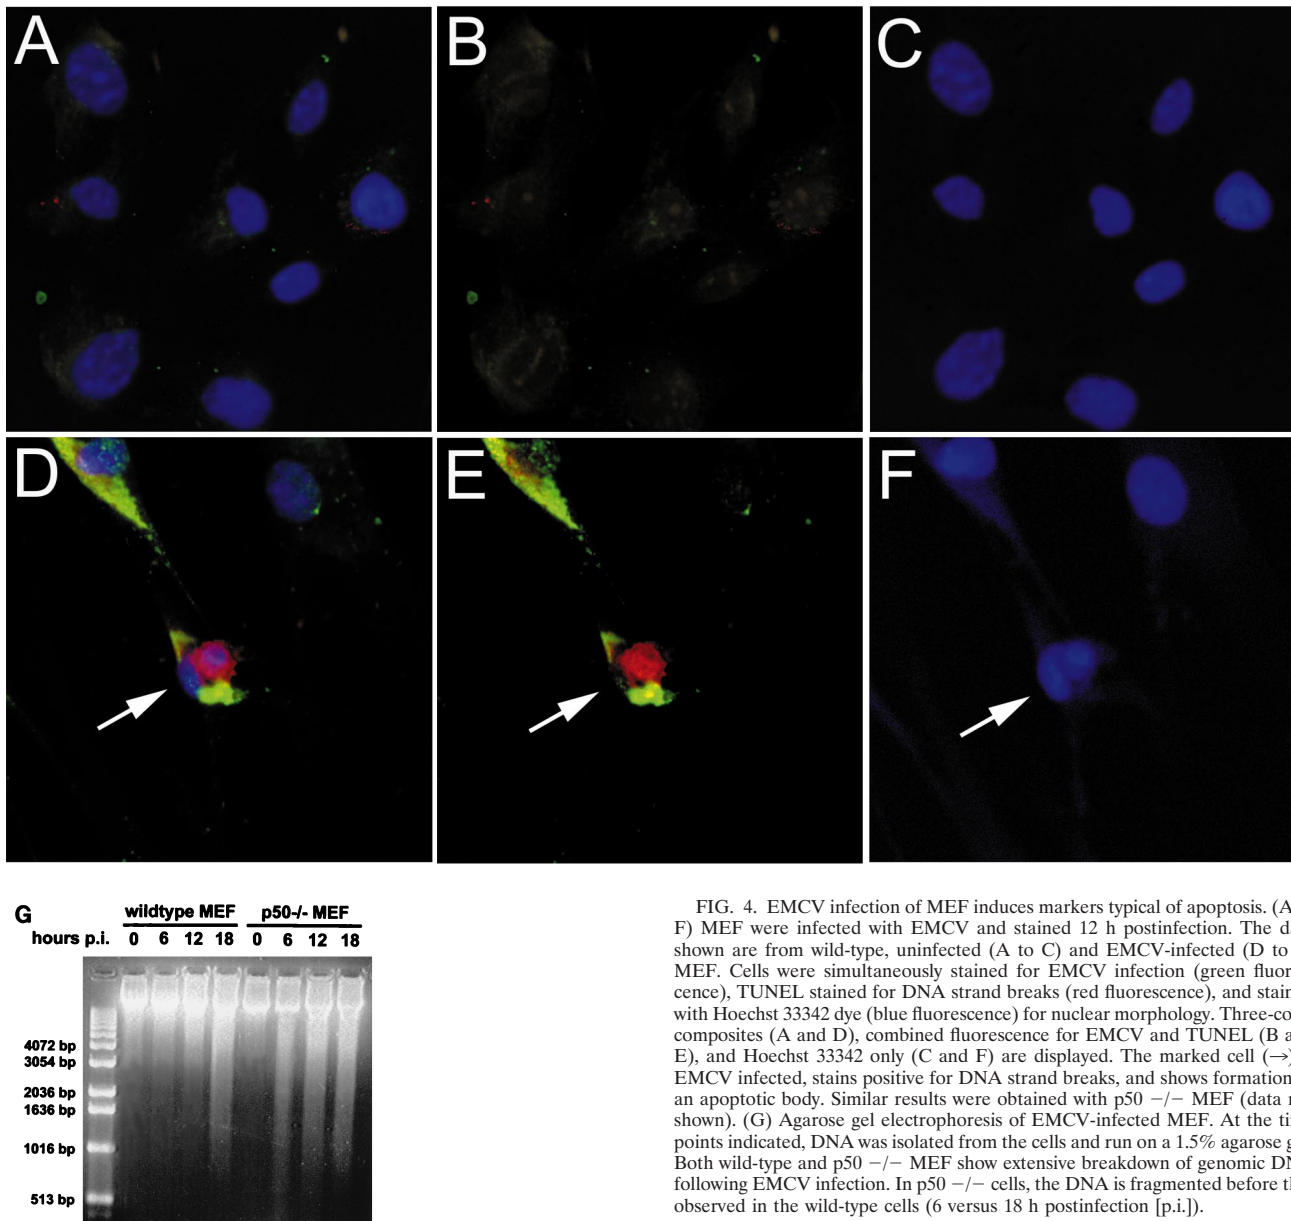 A B C
D E F
G
wildtype MEF p50-/- MEF
hours p.i. 0 6 12 18 0 6 12 18
4072 bp
3054 bp
2036 bp
1636 bp
1016 bp
513 bp
FIG. 4. EMCV infection of MEF induces markers typical of apoptosis. (A
F) MEF were infected with EMCV and stained 12 h postinfection. The
shown are from wild-type, uninfected (A to C) and EMCV-infected (D to
MEF. Cells were simultaneously stained for EMCV infection (green
cence), TUNEL stained for DNA strand breaks (red fluorescence), and
with Hoechst 33342 dye (blue fluorescence) for nuclear morphology.
composites (A and D), combined fluorescence for EMCV and TUNEL (B
E), and Hoechst 33342 only (C and F) are displayed. The marked cell (→)
EMCV infected, stains positive for DNA strand breaks, and shows formation
an apoptotic body. Similar results were obtained with p50 −/− MEF (data
shown). (G) Agarose gel electrophoresis of EMCV-infected MEF. At the
points indicated, DNA was isolated from the cells and run on a 1.5% agarose
Both wild-type and p50 −/− MEF show extensive breakdown of genomic
following EMCV infection. In p50 −/− cells, the DNA is fragmented before
observed in the wild-type cells (6 versus 18 h postinfection [p.i.]).